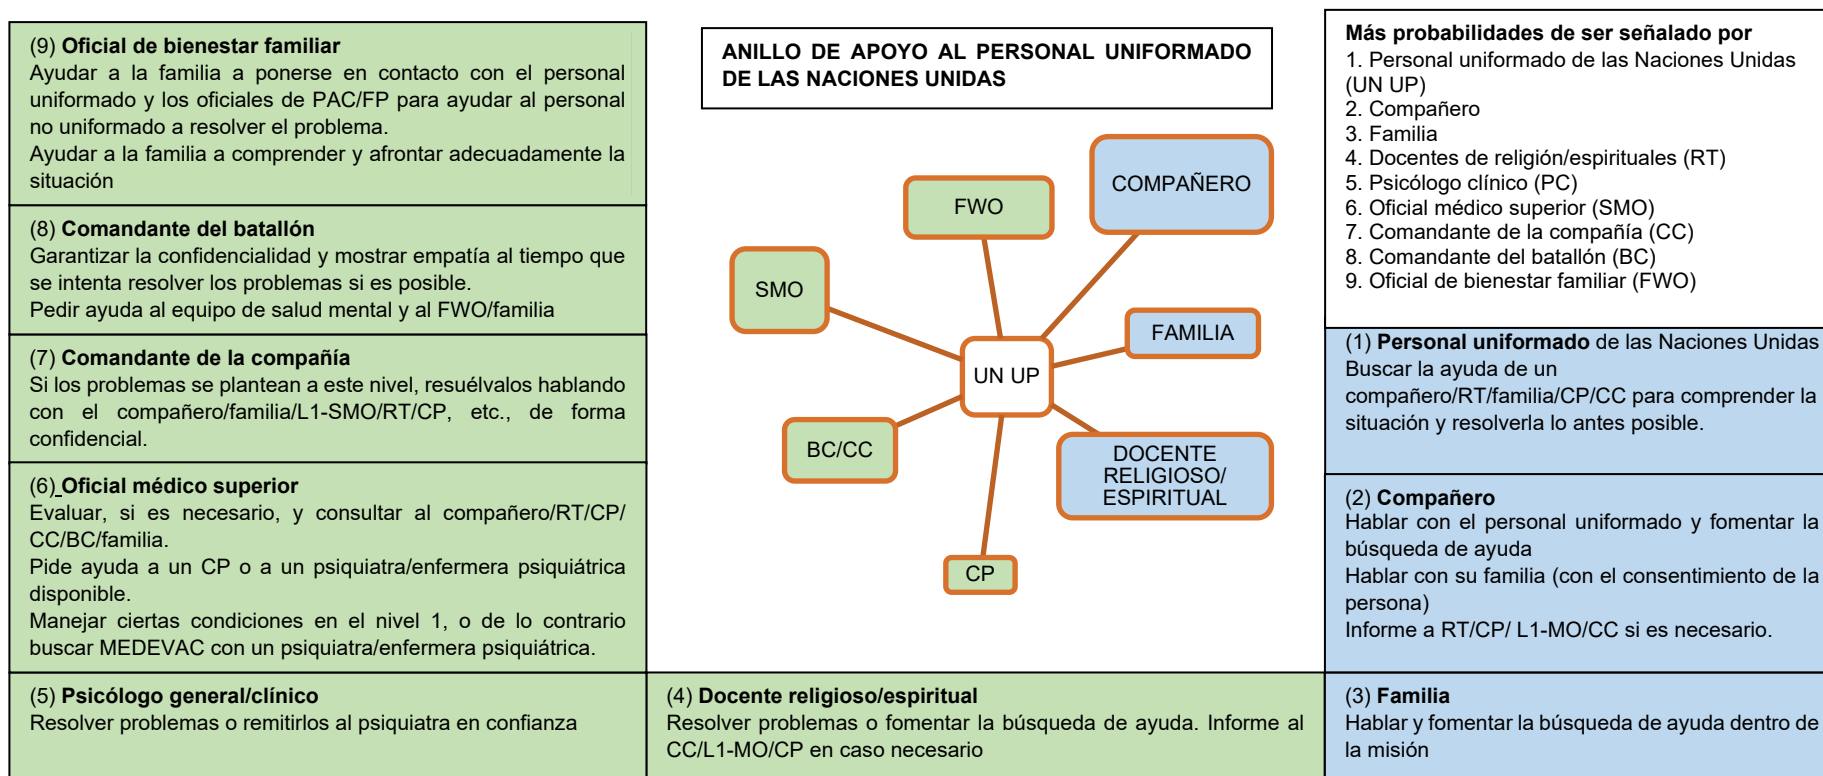 (9) Oficial de bienestar familiar
Ayudar a la familia a ponerse en contacto con el personal
uniformado y los oficiales de PAC/FP para ayudar al personal
no uniformado a resolver el problema.
Ayudar a la familia a comprender y afrontar adecuadamente la
situación
(8) Comandante del batallón
Garantizar la confidencialidad y mostrar empatía al tiempo que
se intenta resolver los problemas si es posible.
Pedir ayuda al equipo de salud mental y al FWO/familia
(7) Comandante de la compañía
Si los problemas se plantean a este nivel, resuélvalos hablando
con el compañero/familia/L1-SMO/RT/CP, etc., de forma
confidencial.
(6) Oficial médico superior
Evaluar, si es necesario, y consultar al compañero/RT/CP/
CC/BC/familia.
Pide ayuda a un CP o a un psiquiatra/enfermera psiquiátrica
disponible.
Manejar ciertas condiciones en el nivel 1, o de lo contrario
buscar MEDEVAC con un psiquiatra/enfermera psiquiátrica.
(5) Psicólogo general/clínico
Resolver problemas o remitirlos al psiquiatra en confianza
ANILLO DE APOYO AL PERSONAL UNIFORMADO
DE LAS NACIONES UNIDAS
COMPAÑERO
FWO
SMO
FAMILIA
UN UP
BC/CC
DOCENTE
RELIGIOSO/
ESPIRITUAL
CP
(4) Docente religioso/espiritual
Resolver problemas o fomentar la búsqueda de ayuda. Informe al
CC/L1-MO/CP en caso necesario
Más probabilidades de ser señalado por
1. Personal uniformado de las Naciones Unidas
(UN UP)
2. Compañero
3. Familia
4. Docentes de religión/espirituales (RT)
5. Psicólogo clínico (PC)
6. Oficial médico superior (SMO)
7. Comandante de la compañía (CC)
8. Comandante del batallón (BC)
9. Oficial de bienestar familiar (FWO)
(1) Personal uniformado de las Naciones Unidas
Buscar la ayuda de un
compañero/RT/familia/CP/CC para comprender la
situación y resolverla lo antes posible.
(2) Compañero
Hablar con el personal uniformado y fomentar la
búsqueda de ayuda
Hablar con su familia (con el consentimiento de la
persona)
Informe a RT/CP/ L1-MO/CC si es necesario.
(3) Familia
Hablar y fomentar la búsqueda de ayuda dentro de
la misión